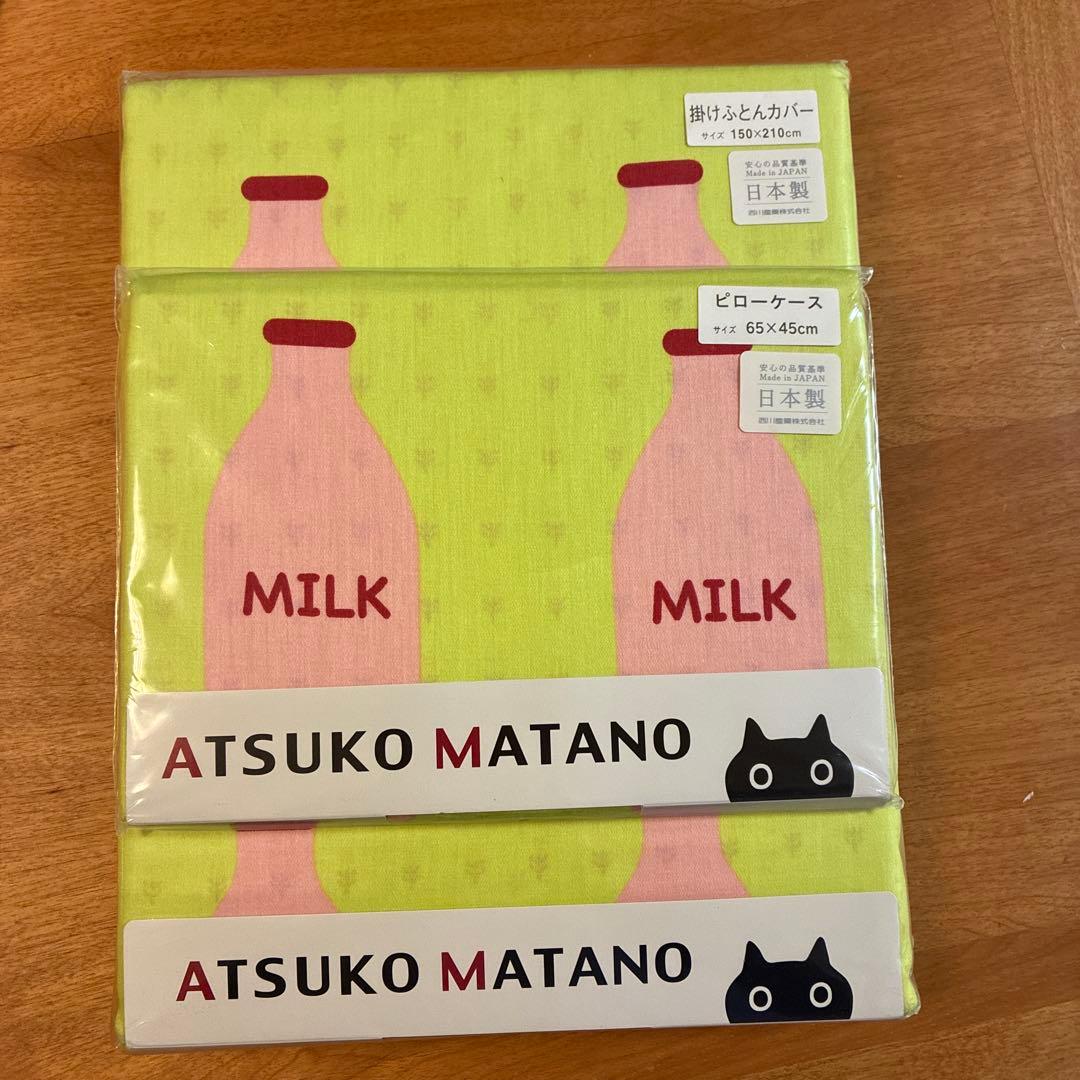 掛けふとんカバー
サイズ 150×210cm
安心の品質基準
Made in JAPAN
日本製
西川産業株式会社
ピローケース
サイズ 65×45cm
安心の品質基準
Made in JAPAN
日本製
西川産業株式会社
MILK MILK
ATSUKO MATANO
ATSUKO MATANO